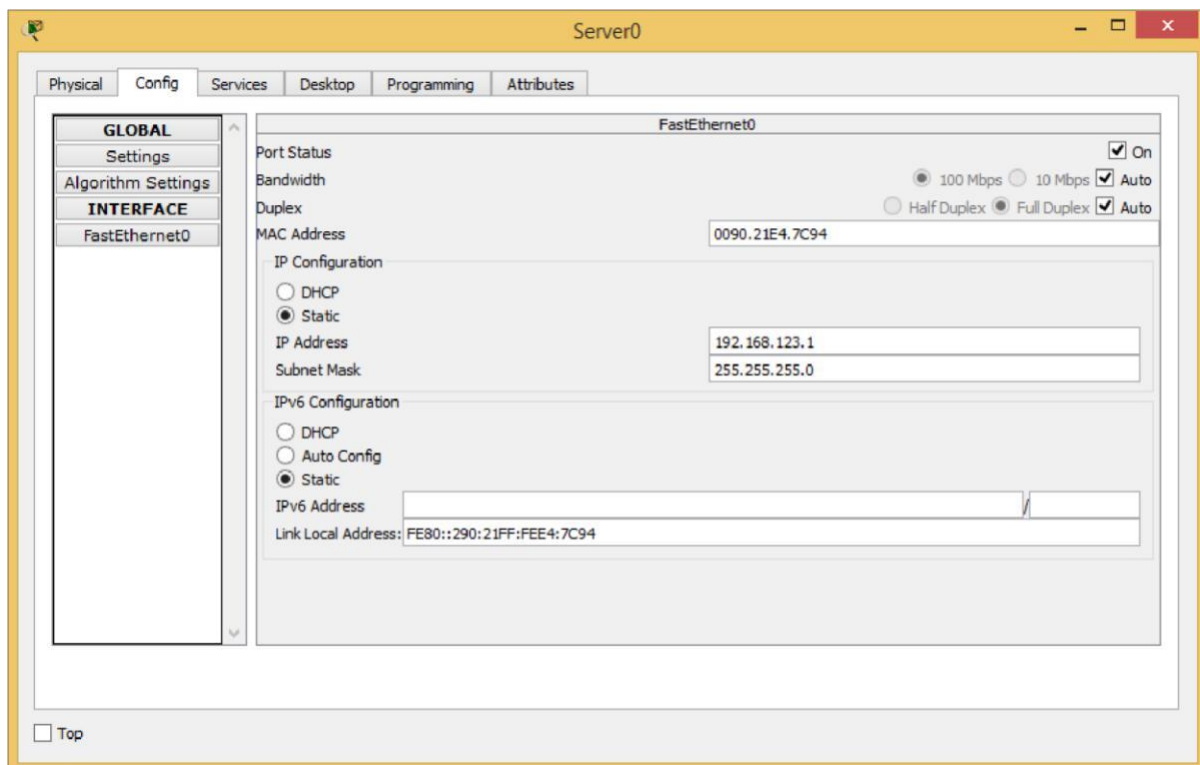 Server0
Physical Config Services Desktop Programming Attributes
GLOBAL
Settings
Algorithm Settings
INTERFACE
FastEthernet0
FastEthernet0
Port Status On
Bandwidth 100 Mbps 10 Mbps Auto
Duplex Half Duplex Full Duplex Auto
MAC Address 0090.21E4.7C94
IP Configuration
DHCP
Static
IP Address 192.168.123.1
Subnet Mask 255.255.255.0
IPv6 Configuration
DHCP
Auto Config
Static
IPv6 Address /
Link Local Address: FE80::290:21FF:FEE4:7C94
Top